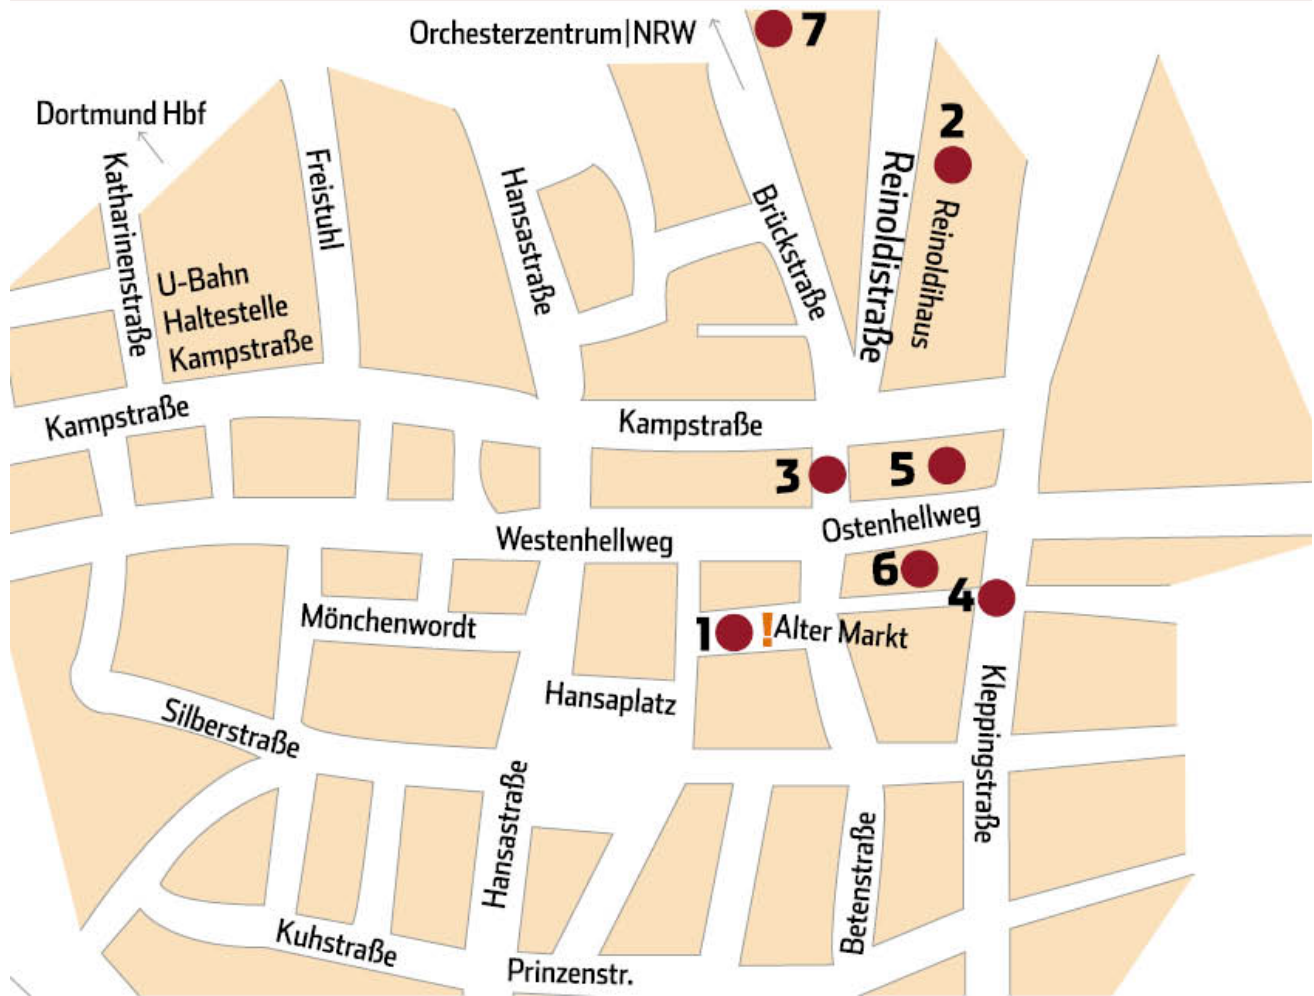 Orchesterzentrum|NRW
7
Dortmund Hbf
2
Katharinenstraße
Freistuhl
Hansastraße
Brückstraße
Reinoldistraße
Reinoldihaus
U-Bahn
Haltestelle
Kampstraße
Kampstraße
Kampstraße
3
5
Westenhellweg
Ostenhellweg
6
4
Mönchenwordt
1
!
Alter Markt
Hansaplatz
Silberstraße
Kleppingstraße
Hansastraße
Betenstraße
Kuhstraße
Prinzenstr.